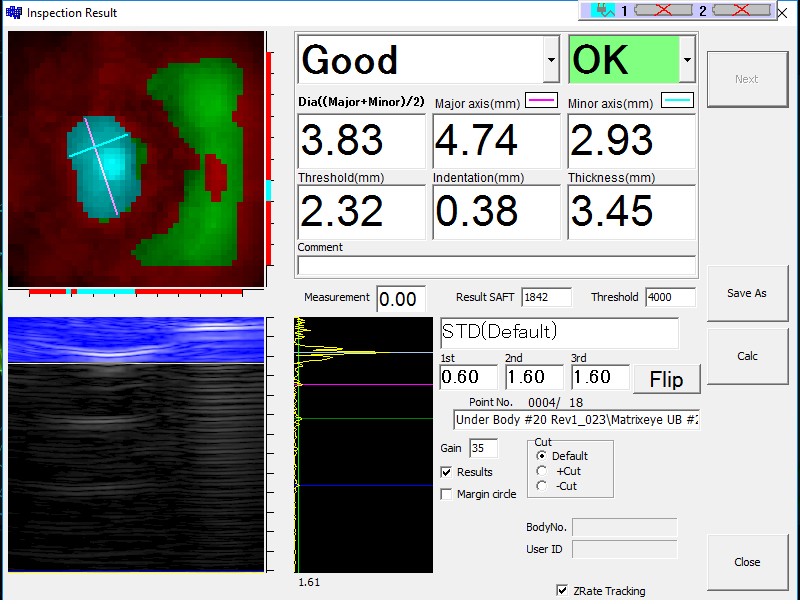 Inspection Result
1 2
Good OK
Next
Dia((Major+Minor)/2) Major axis(mm) Minor axis(mm)
3.83 4.74 2.93
Threshold(mm) Indentation(mm) Thickness(mm)
2.32 0.38 3.45
Comment
Measurement 0.00 Result SAFT 1842 Threshold 4000
Save As
STD(Default)
1st 2nd 3rd
0.60 1.60 1.60 Flip
Calc
Point No. 0004/ 18
Under Body #20 Rev1_023\Matrixeye UB #2
Gain 35
Cut
Default
+Cut
-Cut
Results
Margin circle
BodyNo.
User ID
Close
1.61
ZRate Tracking